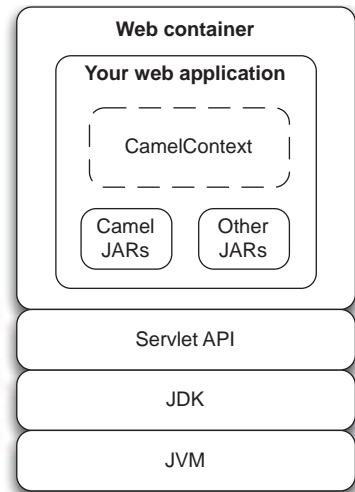 Web container
Your web application
CamelContext
Camel
JARs
Other
JARs
Servlet API
JDK
JVM